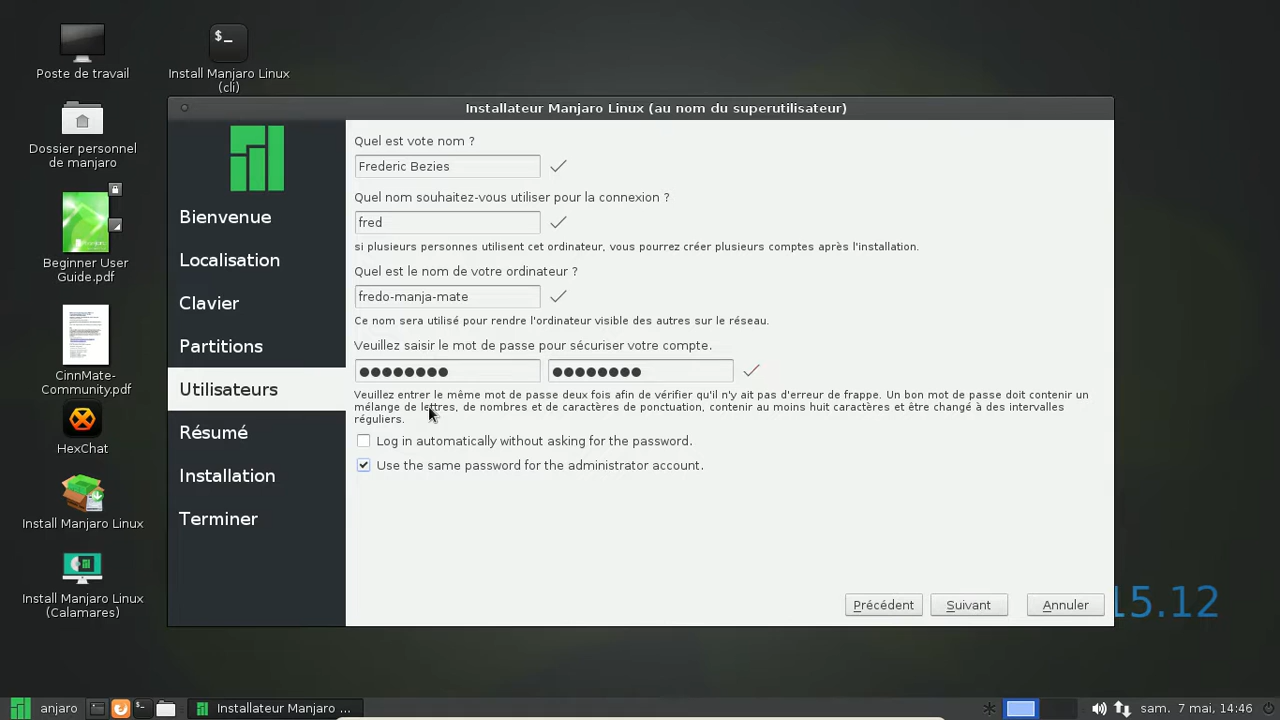 Poste de travail
Install Manjaro Linux
(cli)
Dossier personnel
de manjaro
Beginner User
Guide.pdf
CinnMate-
Community.pdf
HexChat
Install Manjaro Linux
Install Manjaro Linux
(Calamares)
Installateur Manjaro Linux (au nom du superutilisateur)
Bienvenue
Localisation
Clavier
Partitions
Utilisateurs
Résumé
Installation
Terminer
Quel est vote nom ?
Frederic Bezies
Quel nom souhaitez-vous utiliser pour la connexion ?
fred
si plusieurs personnes utilisent cet ordinateur, vous pourrez créer plusieurs comptes après l'installation.
Quel est le nom de votre ordinateur ?
fredo-manja-mate
Ce nom sera utilisé pour rendre l'ordinateur visible des autres sur le réseau.
Veuillez saisir le mot de passe pour sécuriser votre compte.
●●●●●●●● ●●●●●●●●
Veuillez entrer le même mot de passe deux fois afin de vérifier qu'il n'y ait pas d'erreur de frappe. Un bon mot de passe doit contenir un
mélange de lettres, de nombres et de caractères de ponctuation, contenir au moins huit caractères et être changé à des intervalles
réguliers.
Log in automatically without asking for the password.
Use the same password for the administrator account.
Précédent Suivant Annuler
15.12
anjaro Installateur Manjaro ... sam. 7 mai, 14:46